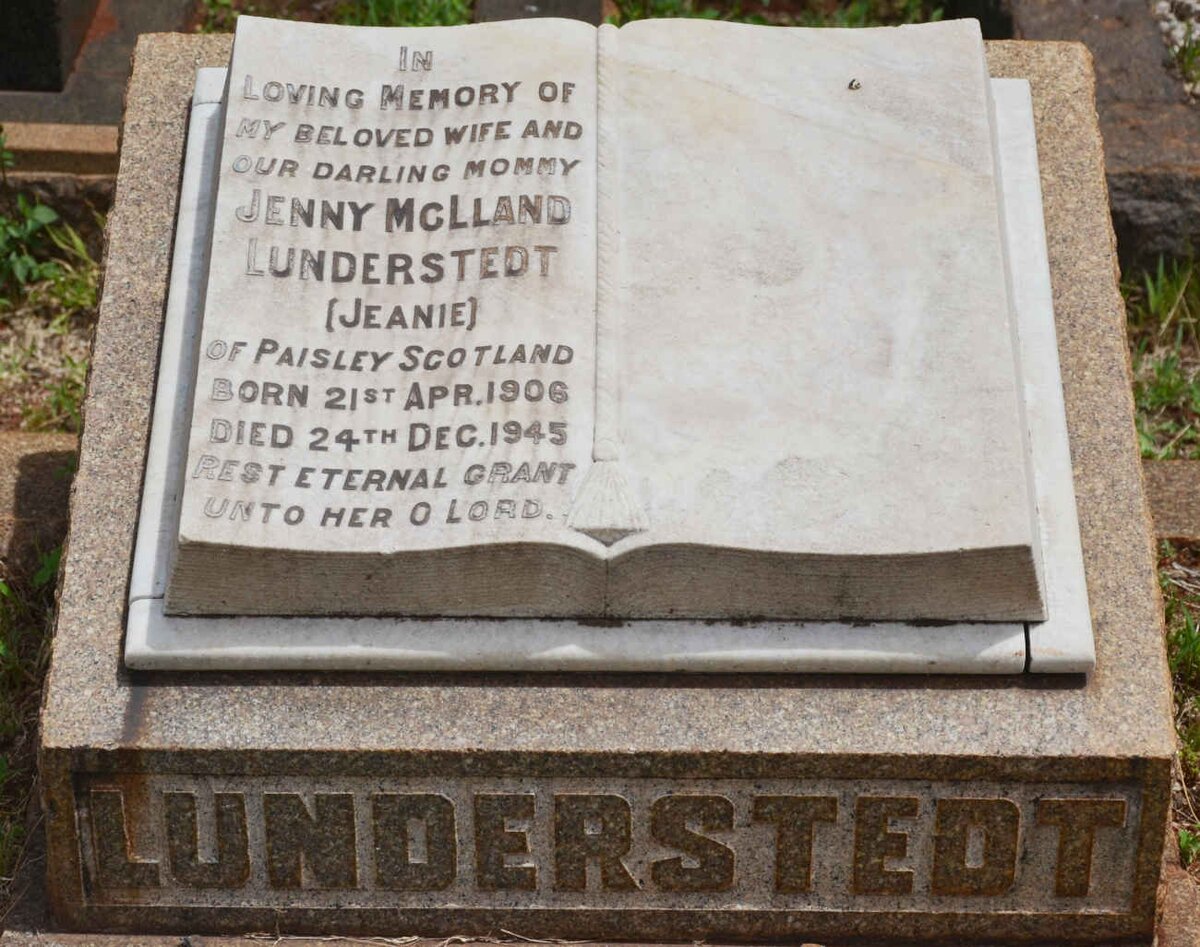 IN
LOVING MEMORY OF
MY BELOVED WIFE AND
OUR DARLING MOMMY
JENNY MCLLAND
LUNDERSTEDT
(JEANIE)
OF PAISLEY SCOTLAND
BORN 21ST APR. 1906
DIED 24TH DEC. 1945
REST ETERNAL GRANT
UNTO HER O LORD.
LUNDERSTEDT